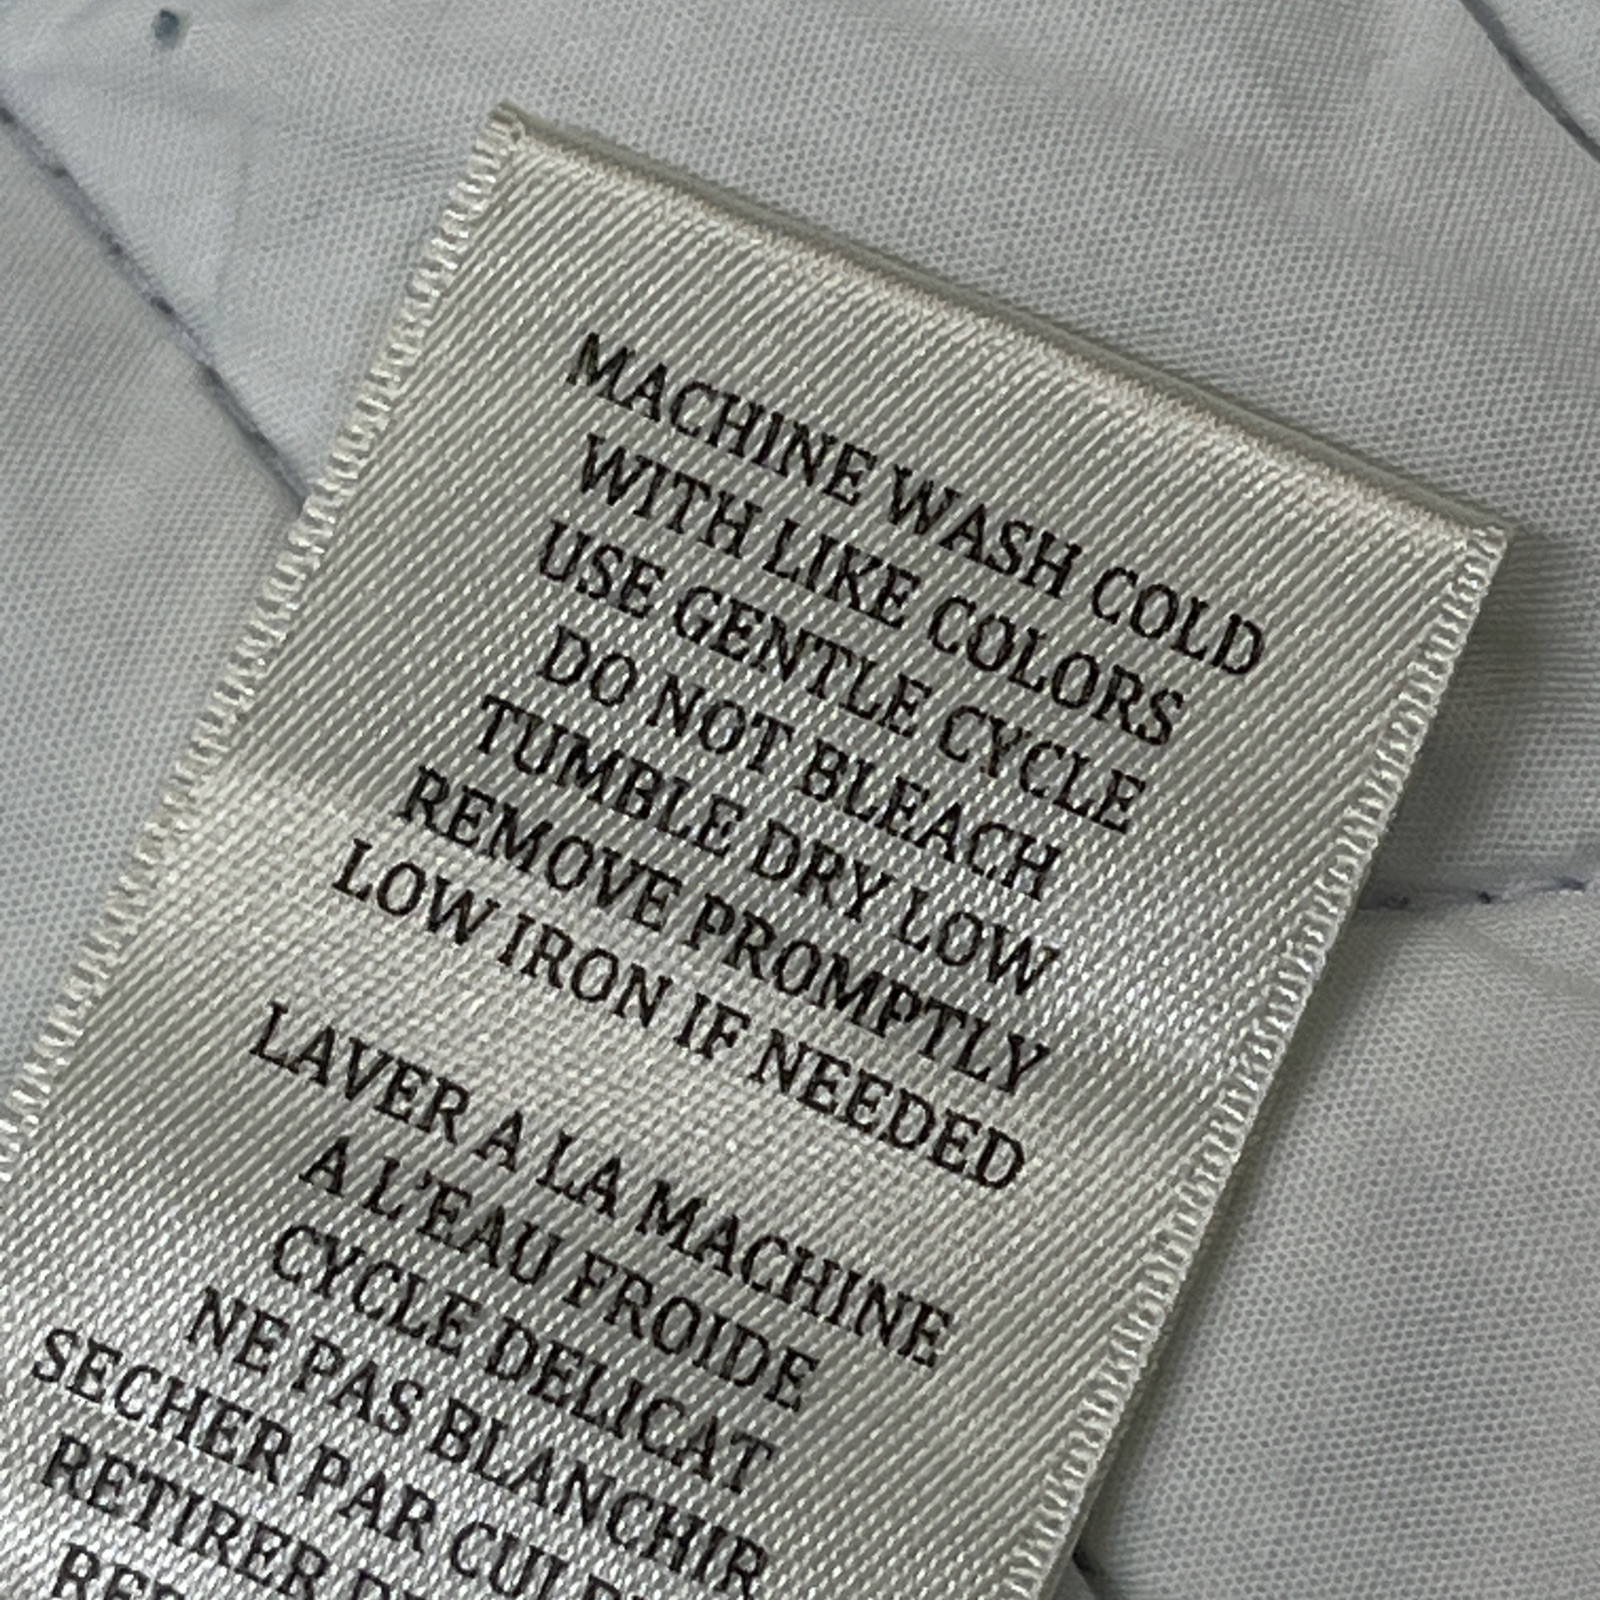 MACHINE WASH COLD
WITH LIKE COLORS
USE GENTLE CYCLE
DO NOT BLEACH
TUMBLE DRY LOW
REMOVE PROMPTLY
LOW IRON IF NEEDED
LAVER A LA MACHINE
A L'EAU FROIDE
CYCLE DELICAT
NE PAS BLANCHIR
SECHER PAR
RETIRER